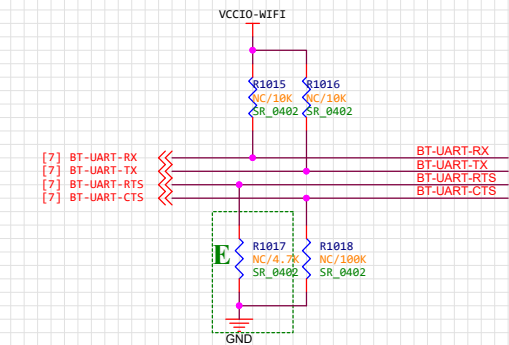 VCCIO-WIFI
R1015 R1016
NC/10K NC/10K
SR_0402 SR_0402
[7] BT-UART-RX BT-UART-RX
[7] BT-UART-TX BT-UART-TX
[7] BT-UART-RTS BT-UART-RTS
[7] BT-UART-CTS BT-UART-CTS
E R1017 R1018
NC/4.7K NC/100K
SR_0402 SR_0402
GND